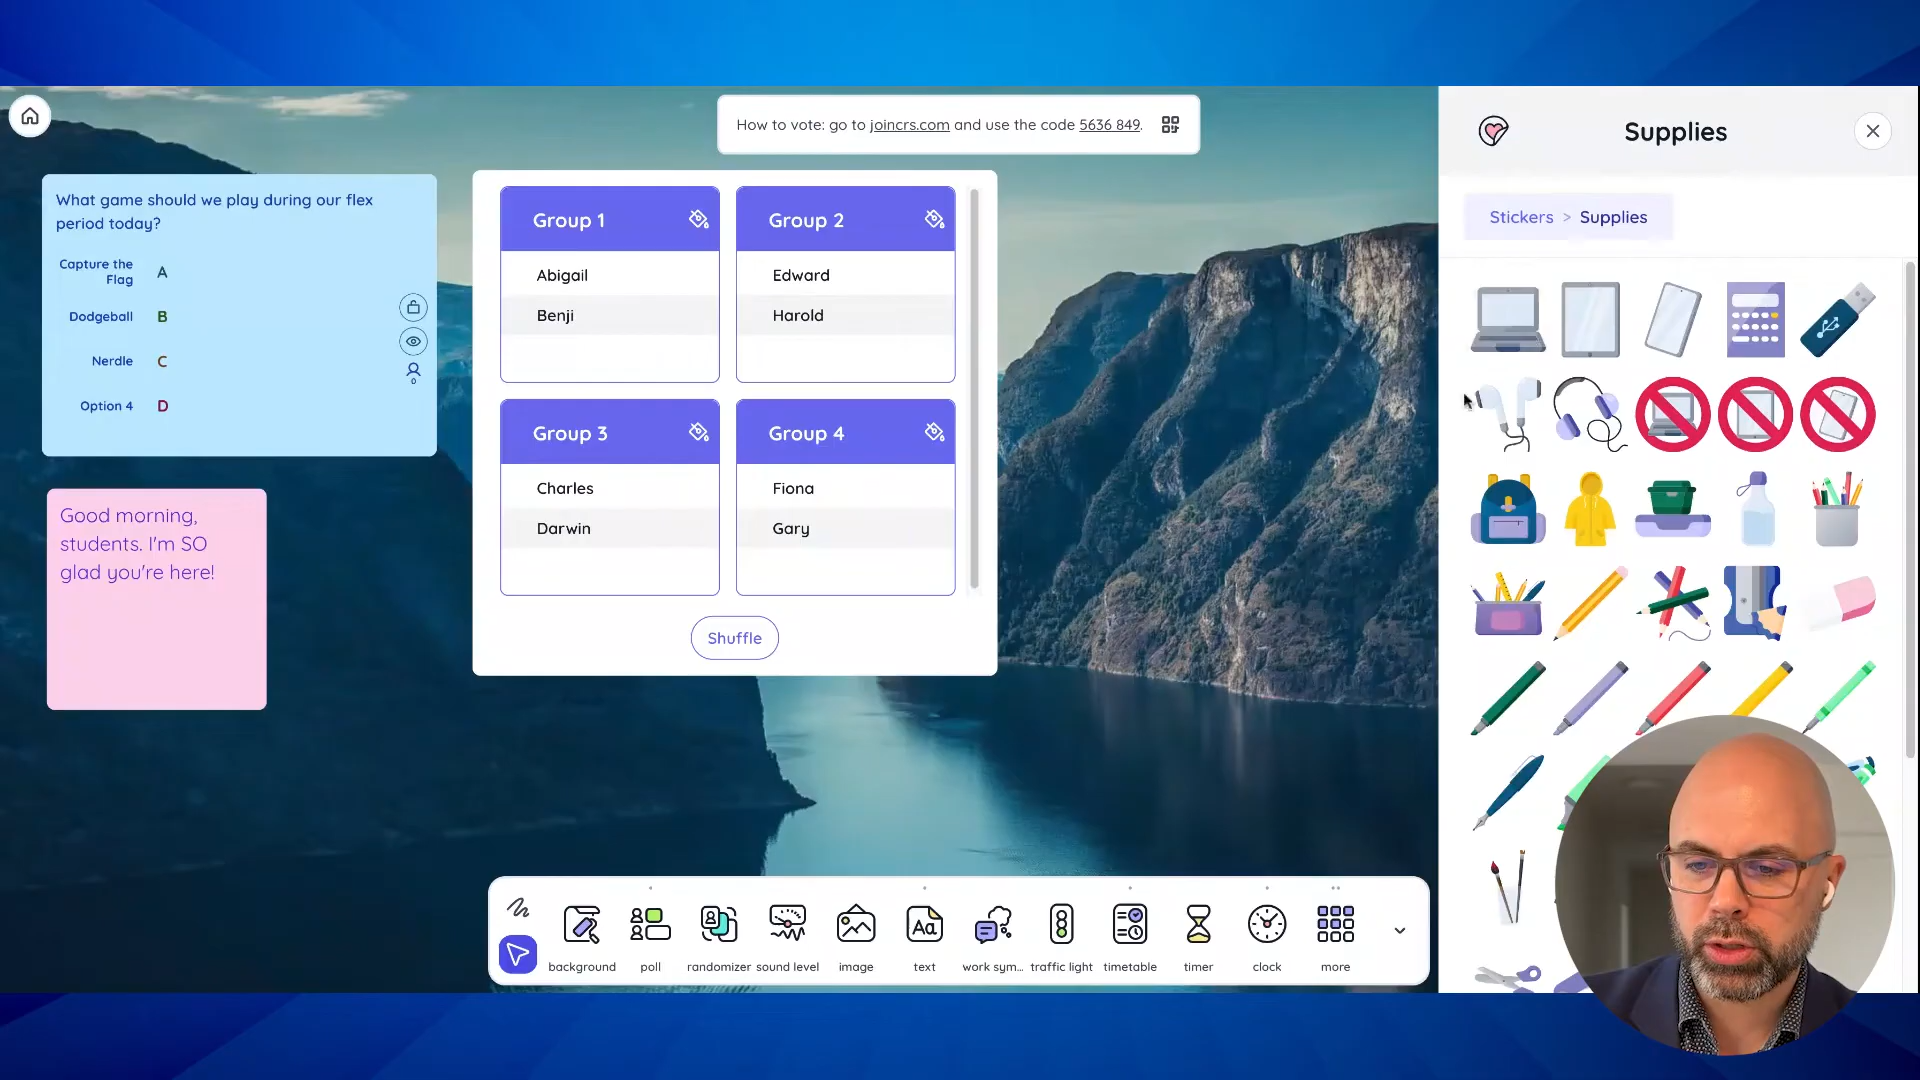 How to vote: go to joincrs.com and use the code 5636 849.
What game should we play during our flex
period today?
Capture the
Flag
A
Dodgeball B
Nerdle C
Option 4 D
Good morning,
students. I'm SO
glad you're here!
Group 1
Abigail
Benji
Group 2
Edward
Harold
Group 3
Charles
Darwin
Group 4
Fiona
Gary
Shuffle
Supplies
Stickers > Supplies
0
Aa
background poll randomizer sound level image text work sym... traffic light timetable timer clock more